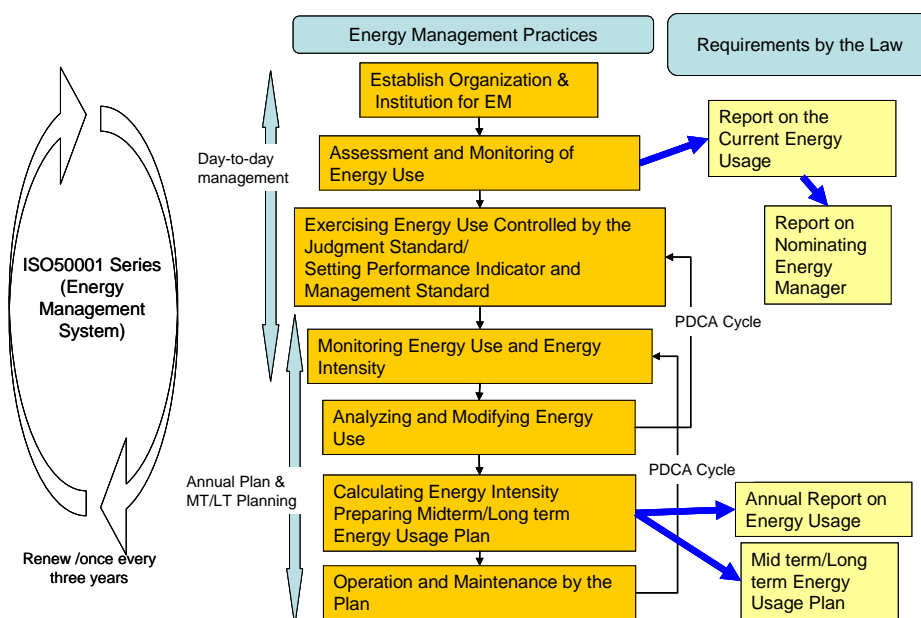 Energy Management Practices
Requirements by the Law
Establish Organization &
Institution for EM
Report on the
Current Energy
Usage
Day-to-day
management
Assessment and Monitoring of
Energy Use
Exercising Energy Use Controlled by the
Judgment Standard/
Setting Performance Indicator and
Management Standard
Report on
Nominating
Energy
Manager
ISO50001 Series
(Energy
Management
System)
PDCA Cycle
Monitoring Energy Use and Energy
Intensity
Analyzing and Modifying Energy
Use
PDCA Cycle
Annual Plan &
MT/LT Planning
Calculating Energy Intensity
Preparing Midterm/Long term
Energy Usage Plan
Annual Report on
Energy Usage
Renew /once every
three years
Operation and Maintenance by the
Plan
Mid term/Long
term Energy
Usage Plan